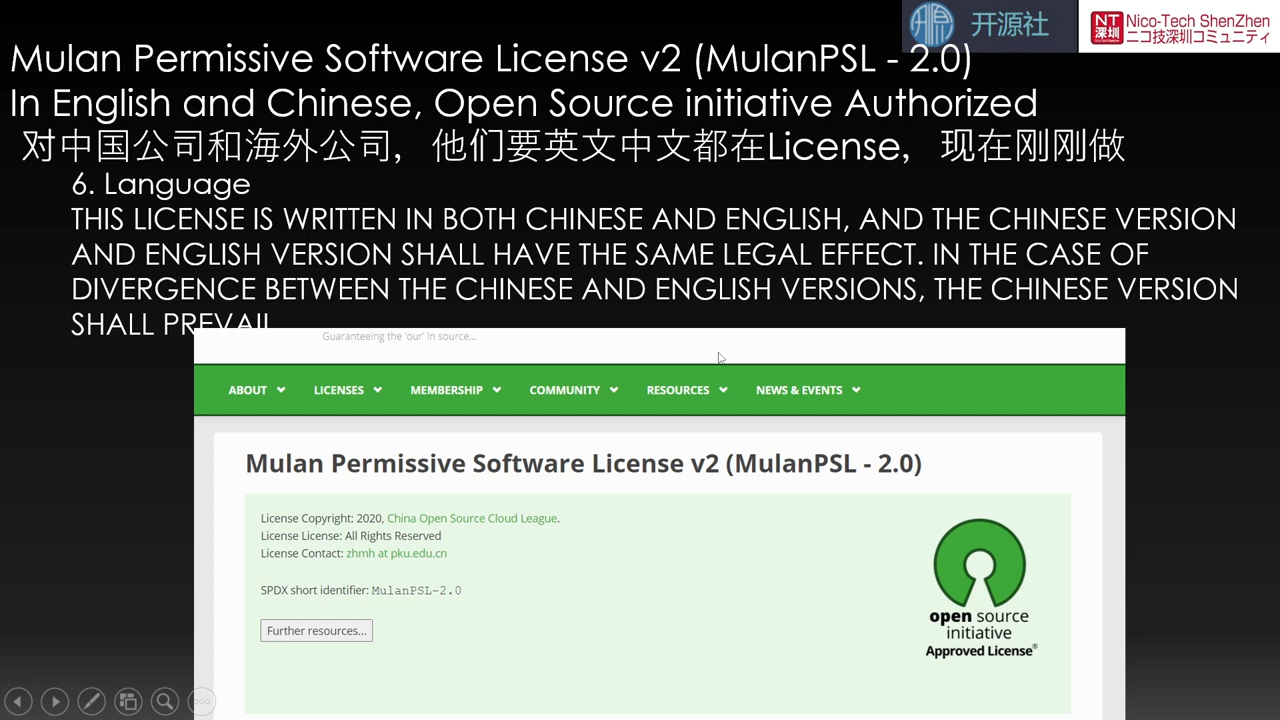 开源社
NT
深圳
Nico-Tech ShenZhen
ニコ技深圳コミュニティ
Mulan Permissive Software License v2 (MulanPSL - 2.0)
In English and Chinese, Open Source initiative Authorized
对中国公司和海外公司，他们要英文中文都在License，现在刚刚做
6. Language
THIS LICENSE IS WRITTEN IN BOTH CHINESE AND ENGLISH, AND THE CHINESE VERSION
AND ENGLISH VERSION SHALL HAVE THE SAME LEGAL EFFECT. IN THE CASE OF
DIVERGENCE BETWEEN THE CHINESE AND ENGLISH VERSIONS, THE CHINESE VERSION
SHALL PREVAIL
Guaranteeing the 'our' in source...
ABOUT LICENSES MEMBERSHIP COMMUNITY RESOURCES NEWS & EVENTS
Mulan Permissive Software License v2 (MulanPSL - 2.0)
License Copyright: 2020, China Open Source Cloud League.
License License: All Rights Reserved
License Contact: zhmh at pku.edu.cn
SPDX short identifier: MulanPSL-2.0
Further resources...
open source
initiative
Approved License®